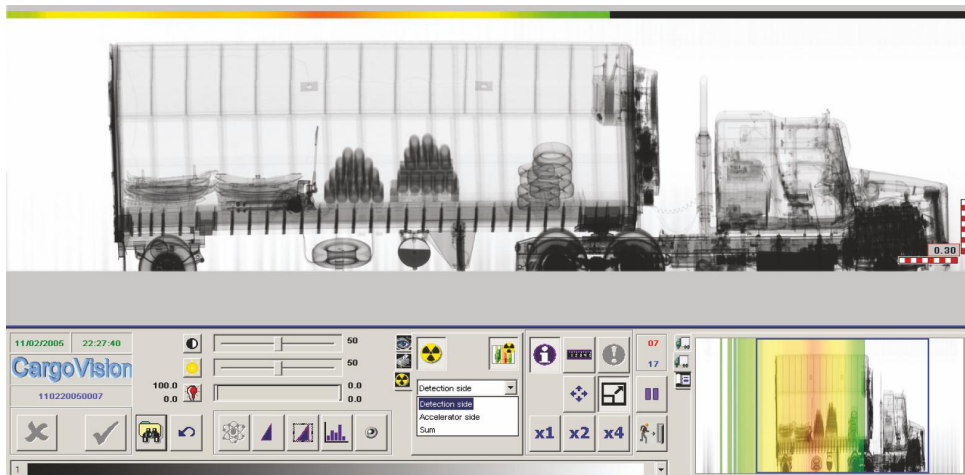 0.30
11/02/2005 22:27:40
50
07
CargoVision
50
17
110220050007
100.0 0.0
0.0 0.0
Detection side
Detection side
Accelerator side
Sum
x1 x2 x4
1